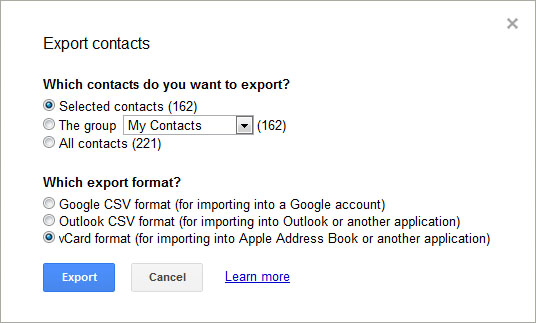 Export contacts
Which contacts do you want to export?
Selected contacts (162)
The group My Contacts (162)
All contacts (221)
Which export format?
Google CSV format (for importing into a Google account)
Outlook CSV format (for importing into Outlook or another application)
vCard format (for importing into Apple Address Book or another application)
Export Cancel Learn more